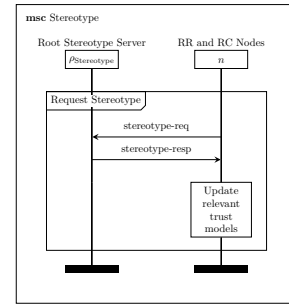 msc Stereotype
Root Stereotype Server
RR and RC Nodes
ρStereotype
n
Request Stereotype
stereotype-req
stereotype-resp
Update
relevant
trust
models